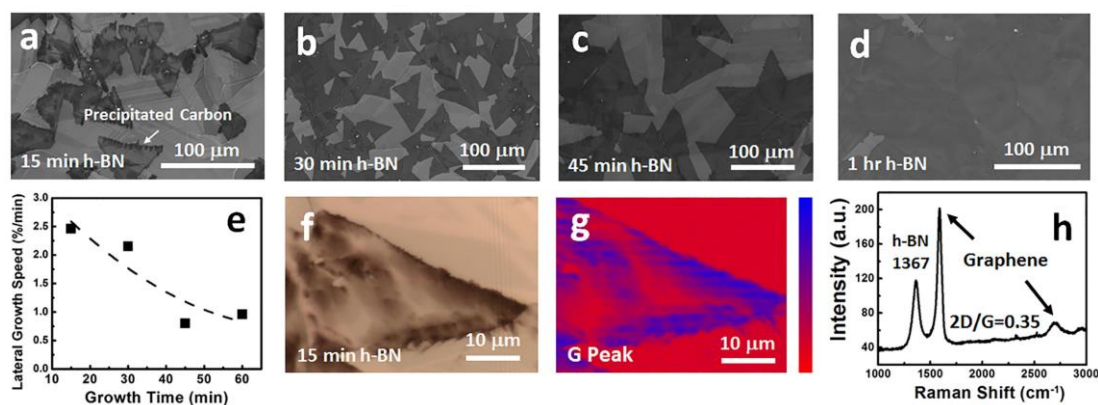 a
Precipitated Carbon
15 min h-BN
100 μm
b
30 min h-BN
100 μm
c
45 min h-BN
100 μm
d
1 hr h-BN
100 μm
e
Lateral Growth Speed (%/min)
3.0
2.5
2.0
1.5
1.0
0.5
0.0
10 20 30 40 50 60
Growth Time (min)
f
15 min h-BN
10 μm
g
G Peak
10 μm
h
Intensity (a.u.)
200
160
120
80
40
h-BN
1367
Graphene
2D/G=0.35
1000 1500 2000 2500 3000
Raman Shift (cm⁻¹)